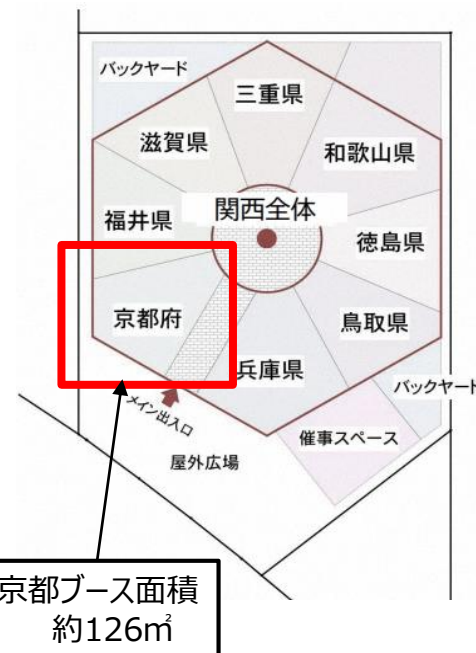 バックヤード
三重県
滋賀県
和歌山県
関西全体
福井県
徳島県
京都府
鳥取県
兵庫県
バックヤード
メイン出入口
催事スペース
屋外広場
京都ブース面積
約126㎡